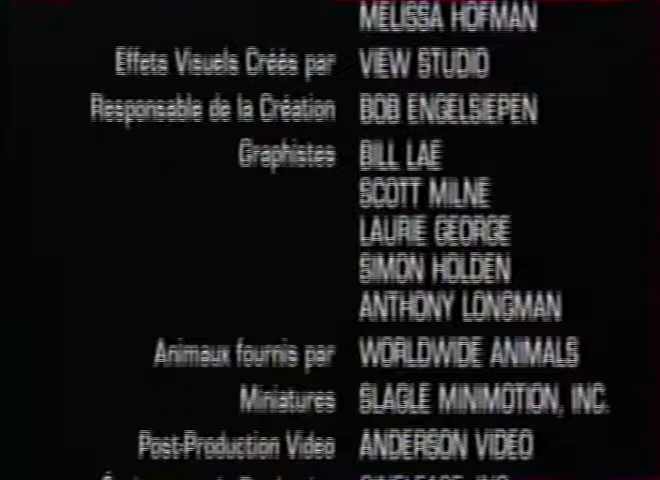 MELISSA HOFMAN
Effets Visuels Créés par VIEW STUDIO
Responsable de la Création BOB ENGELSIEPEN
Graphistes BILL LAE
SCOTT MILNE
LAURIE GEORGE
SIMON HOLDEN
ANTHONY LONGMAN
Animaux fournis par WORLDWIDE ANIMALS
Miniatures SLAGLE MINIMOTION, INC.
Post-Production Video ANDERSON VIDEO